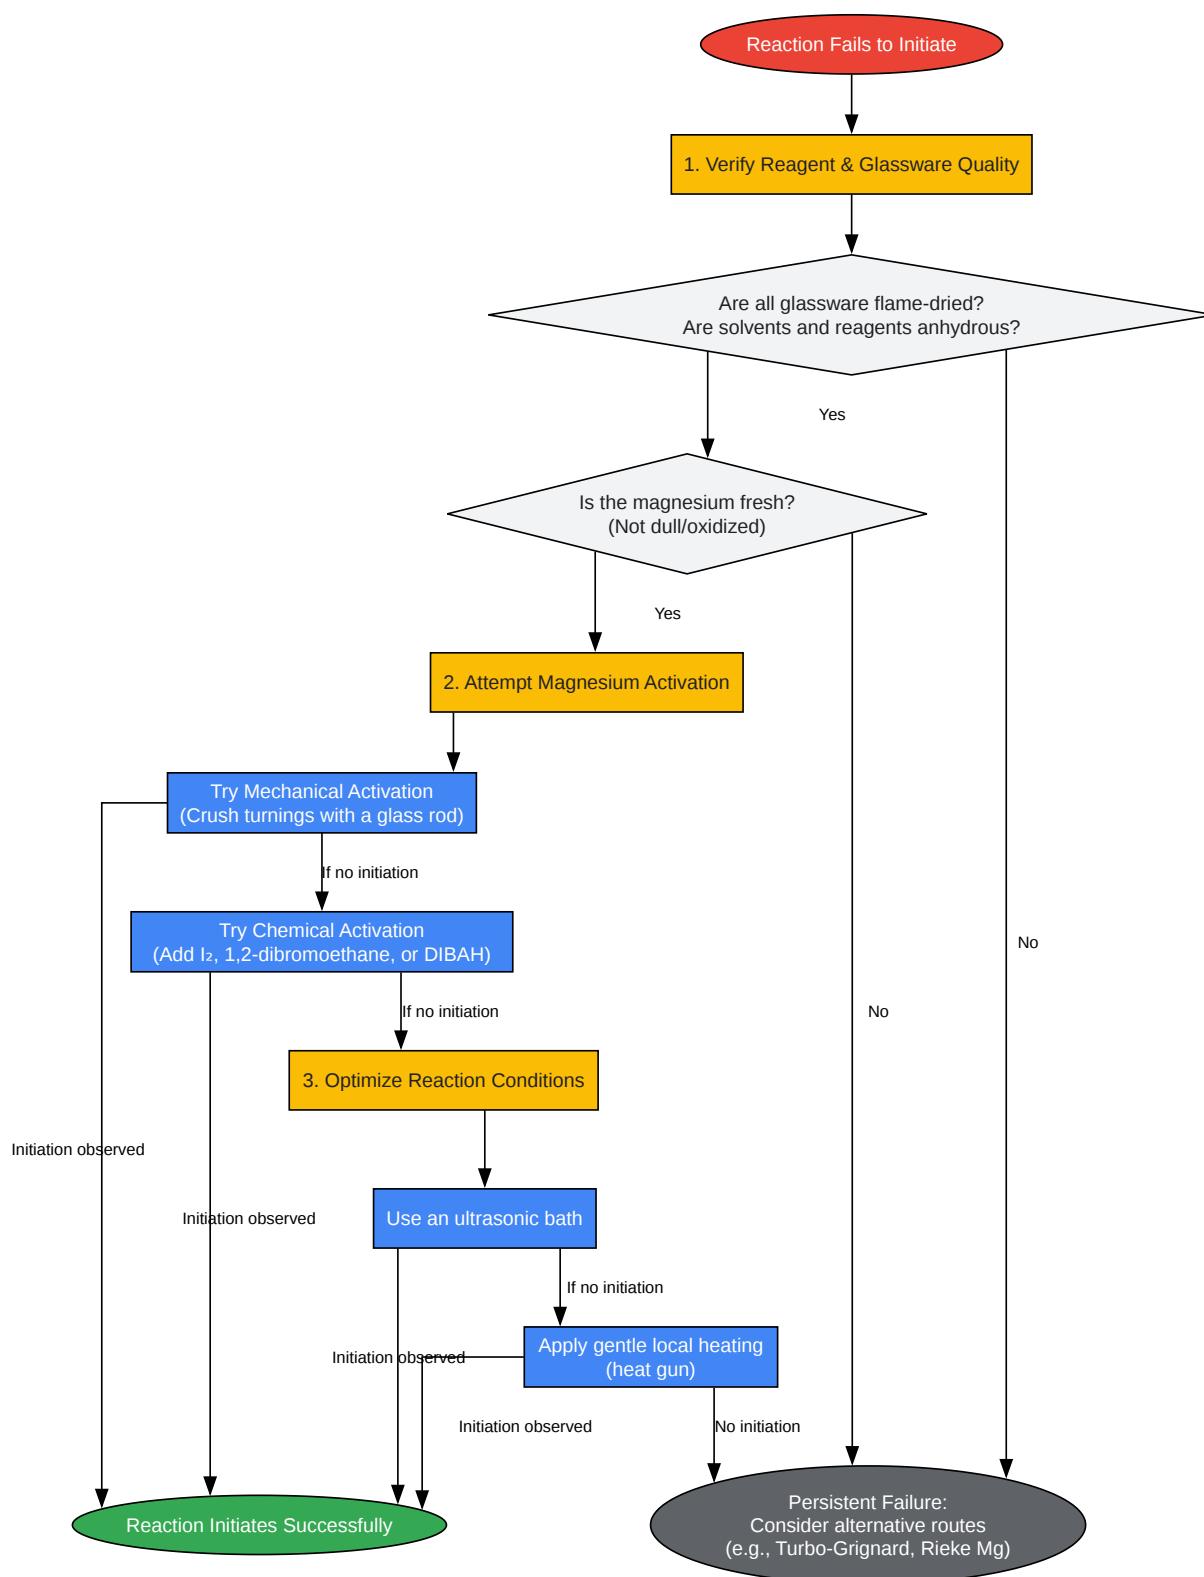 Reaction Fails to Initiate
1. Verify Reagent & Glassware Quality
Are all glassware flame-dried?
Are solvents and reagents anhydrous?
Yes
Is the magnesium fresh?
(Not dull/oxidized)
Yes
2. Attempt Magnesium Activation
Try Mechanical Activation
(Crush turnings with a glass rod)
If no initiation
Try Chemical Activation
(Add I₂, 1,2-dibromoethane, or DIBAH)
No
If no initiation
No
3. Optimize Reaction Conditions
Initiation observed
Use an ultrasonic bath
Initiation observed
If no initiation
Apply gentle local heating
(heat gun)
Initiation observed
Initiation observed
No initiation
Reaction Initiates Successfully
Persistent Failure:
Consider alternative routes
(e.g., Turbo-Grignard, Rieke Mg)